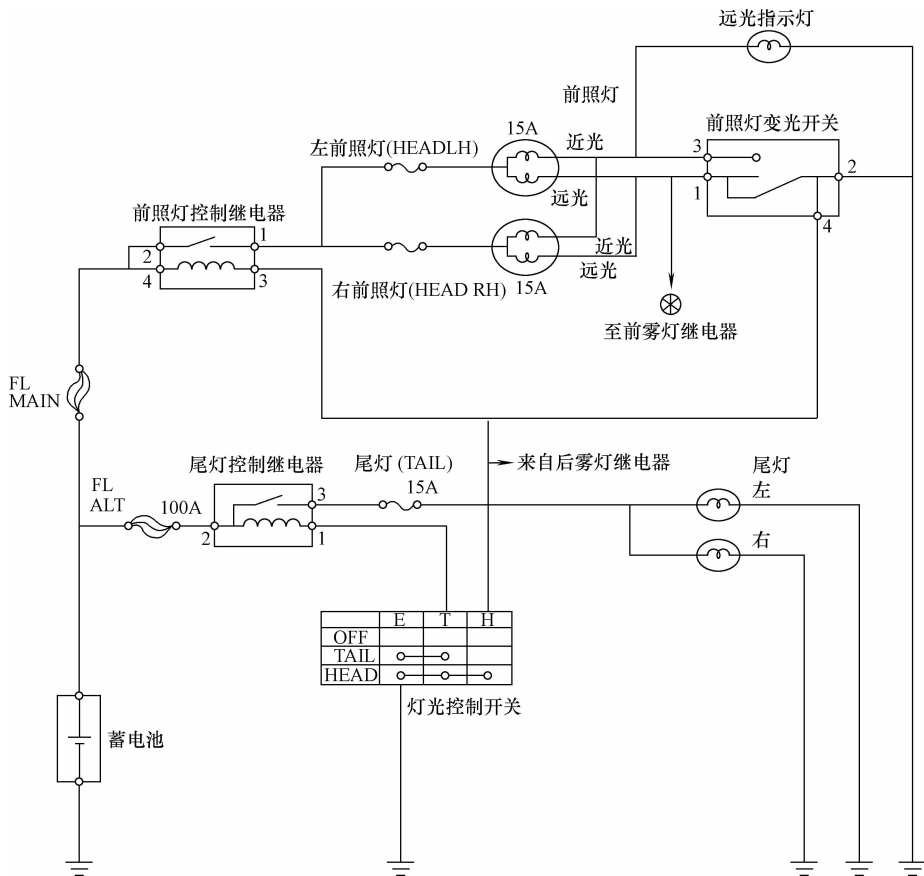 远光指示灯
前照灯
前照灯变光开关
15A
近光
左前照灯(HEADLH)
3
2
1
远光
4
前照灯控制继电器
1
2
近光
远光
4
3
右前照灯(HEAD RH)
15A
至前雾灯继电器
FL
MAIN
尾灯控制继电器
尾灯 (TAIL)
来自后雾灯继电器
尾灯
FL
ALT
100A
15A
左
3
2
1
右
E T H
OFF
TAIL
HEAD
灯光控制开关
蓄电池